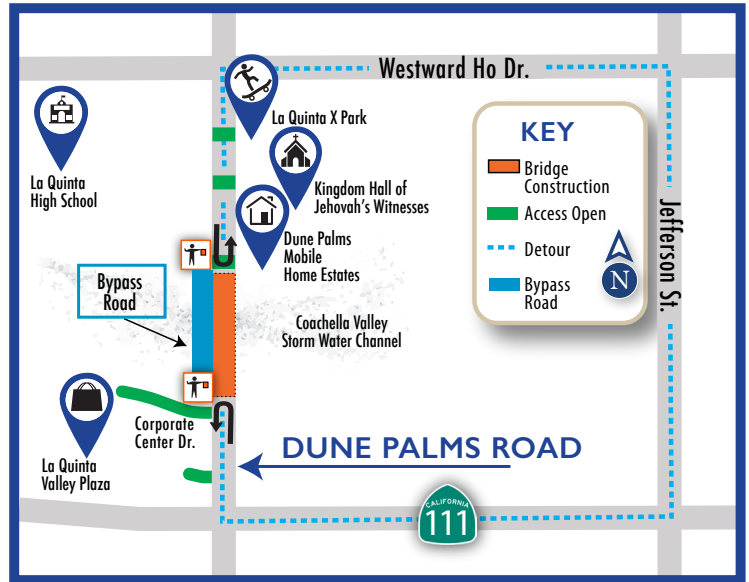 Westward Ho Dr.
La Quinta X Park
La Quinta
High School
Kingdom Hall of
Jehovah's Witnesses
Dune Palms
Mobile
Home Estates
KEY
Bridge
Construction
Access Open
Detour
Bypass
Road
N
Jefferson St.
Bypass
Road
Coachella Valley
Storm Water Channel
Corporate
Center Dr.
La Quinta
Valley Plaza
DUNE PALMS ROAD
CALIFORNIA
111